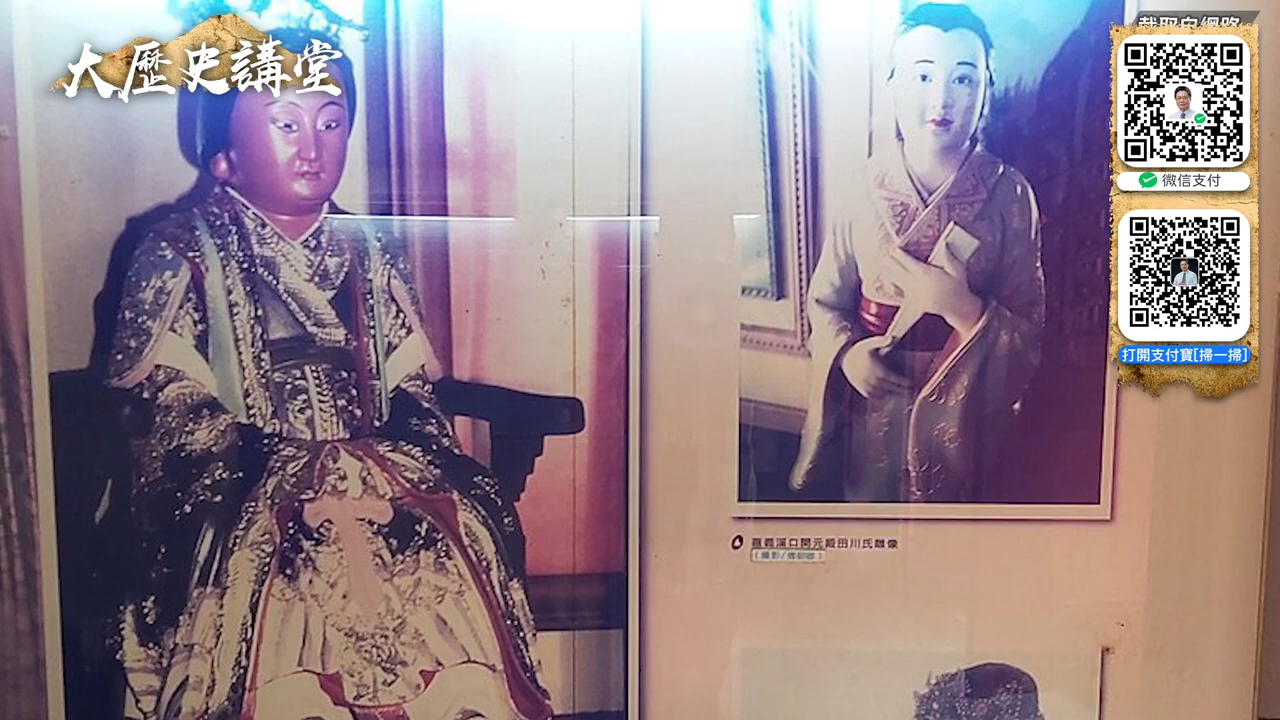 大歷史講堂
截取自網路
微信支付
打開支付寶[掃一掃]
嘉義溪口開元殿田川氏雕像